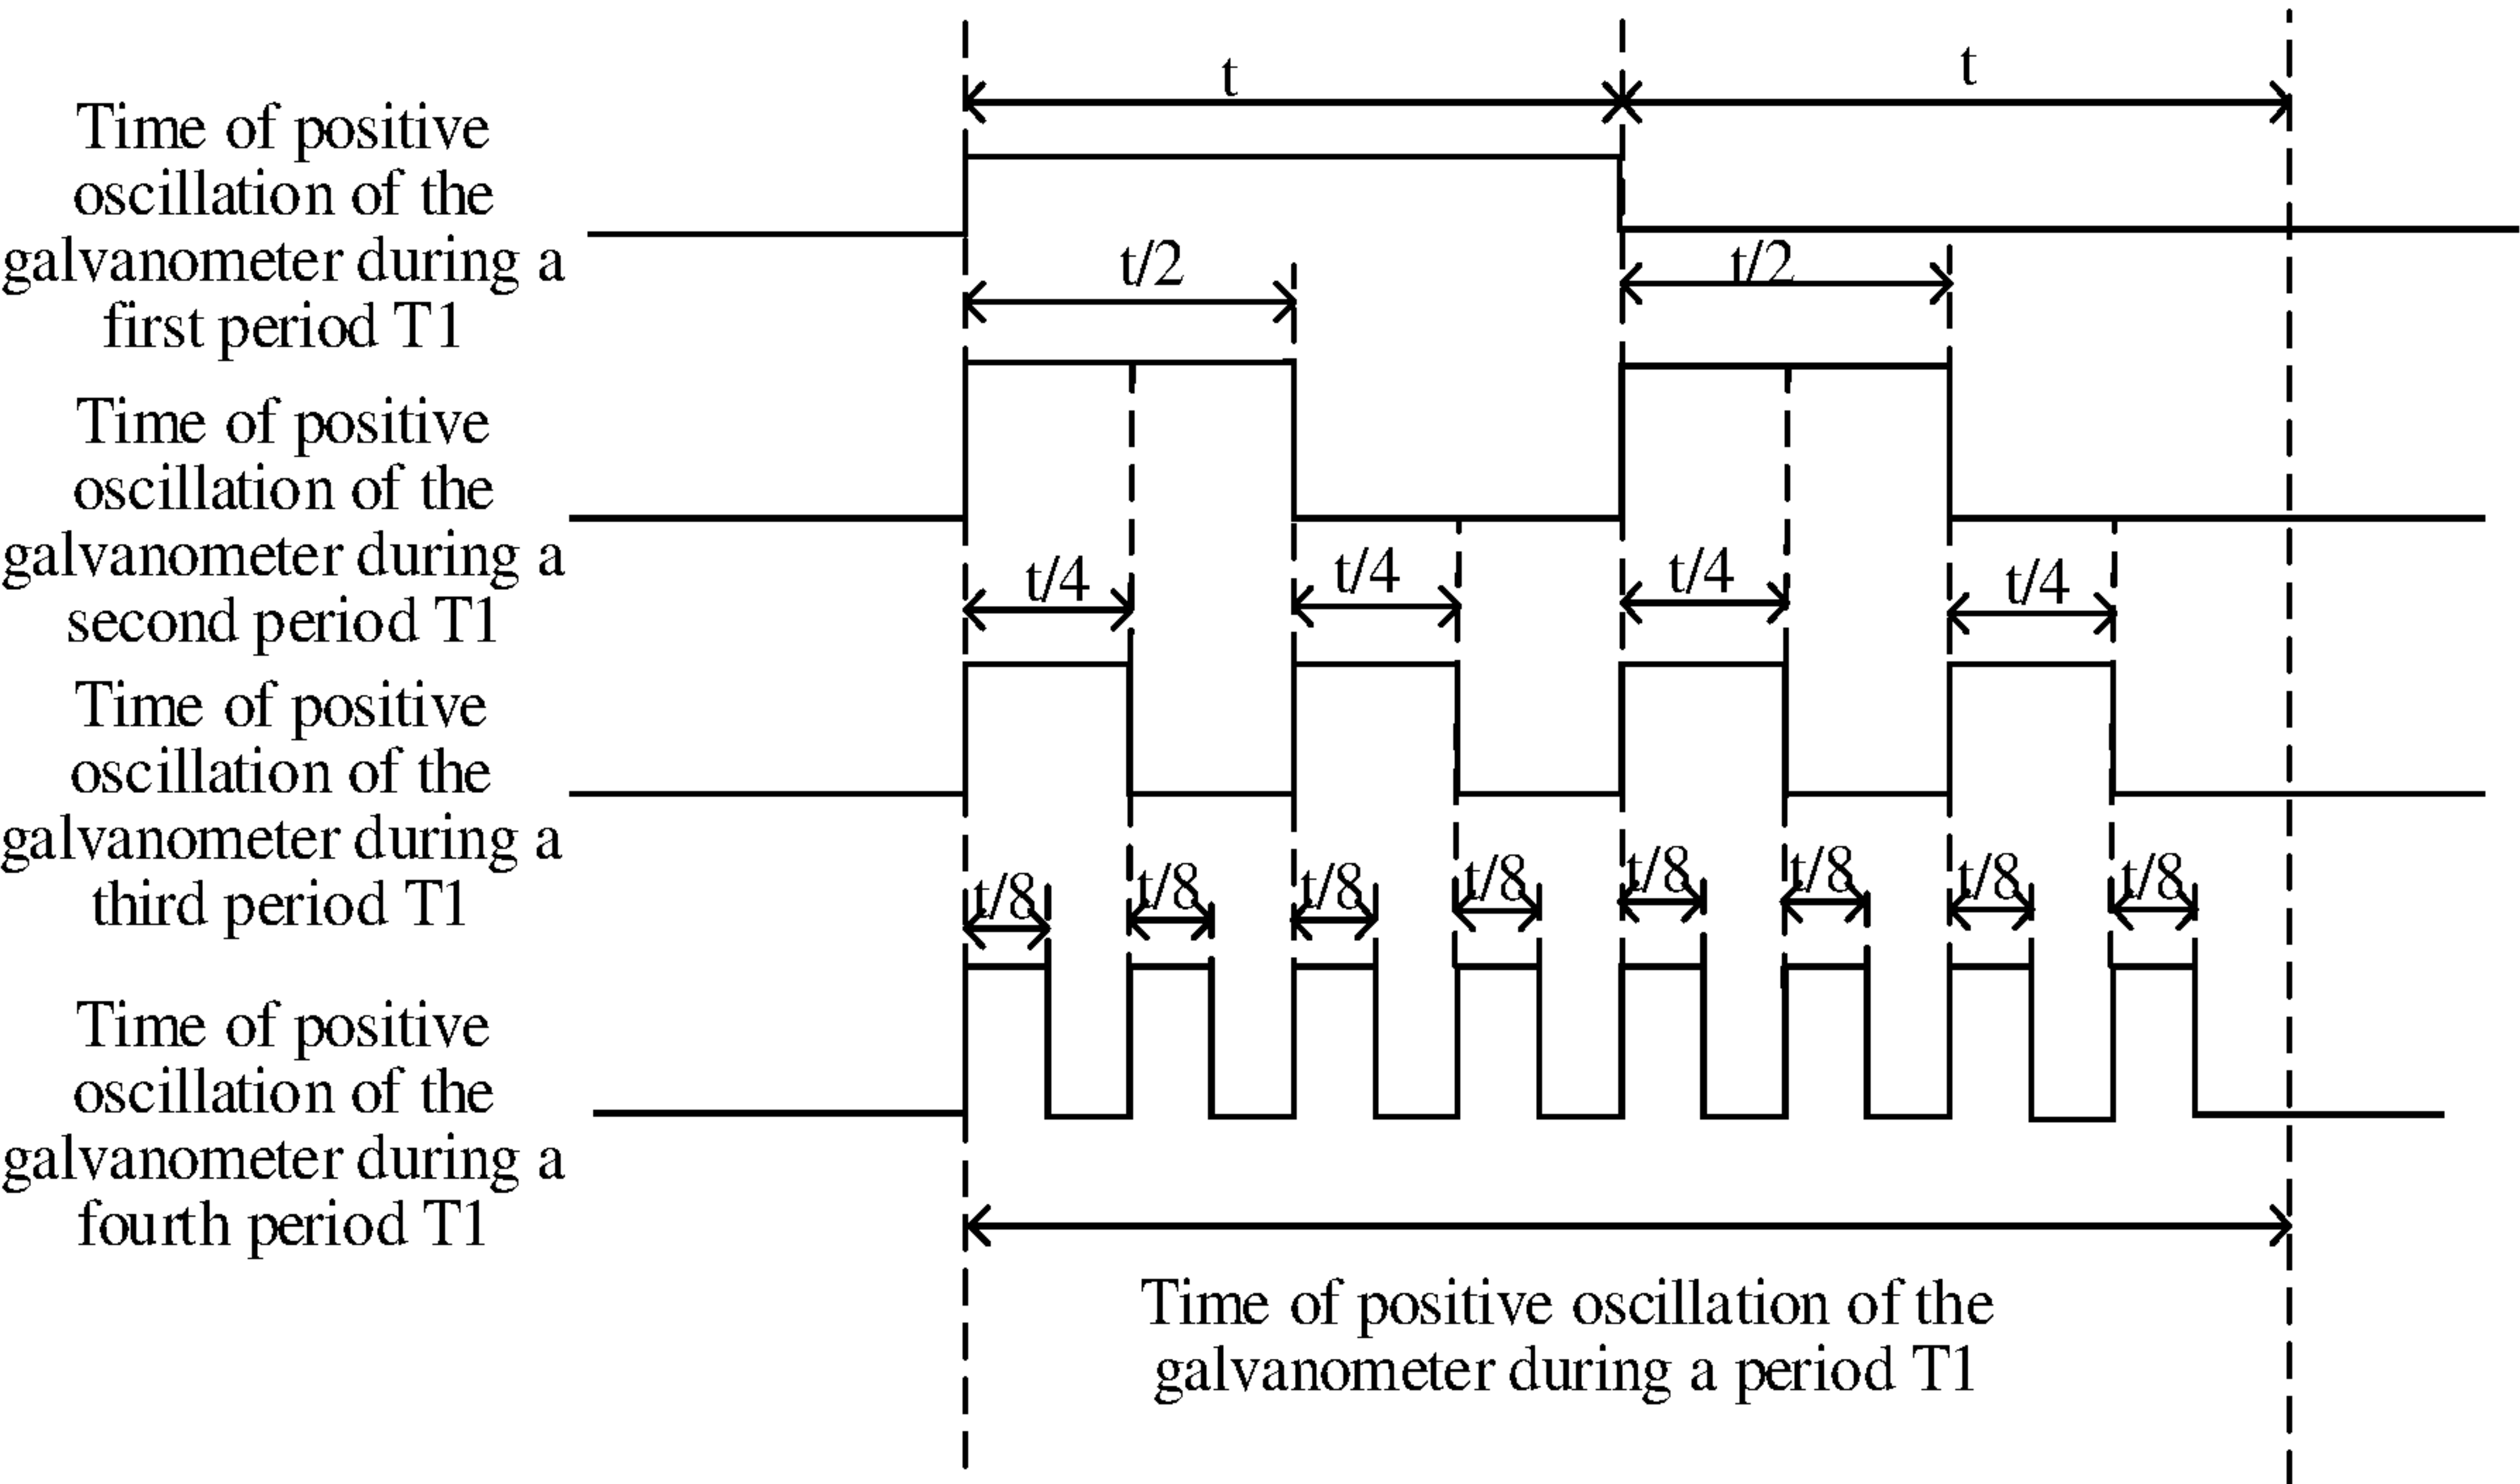 t
t
Time of positive
oscillation of the
galvanometer during a
first period T1
t/2
t/2
Time of positive
oscillation of the
galvanometer during a
second period T1
t/4
t/4
t/4
t/4
Time of positive
oscillation of the
galvanometer during a
third period T1
t/8
t/8
t/8
t/8
t/8
t/8
t/8
t/8
Time of positive
oscillation of the
galvanometer during a
fourth period T1
Time of positive oscillation of the
galvanometer during a period T1